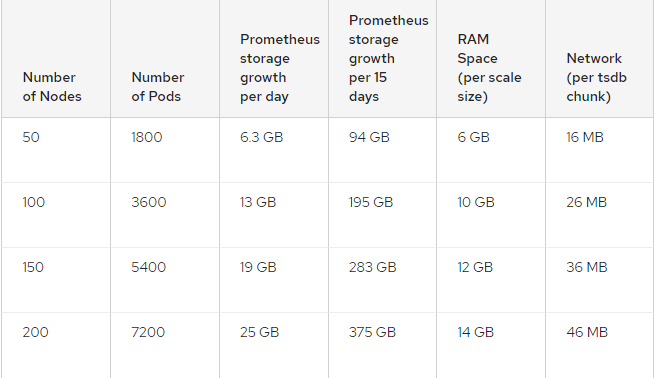 Number of Nodes | Number of Pods | Prometheus storage growth per day | Prometheus storage growth per 15 days | RAM Space (per scale size) | Network (per tsdb chunk)
50 | 1800 | 6.3 GB | 94 GB | 6 GB | 16 MB
100 | 3600 | 13 GB | 195 GB | 10 GB | 26 MB
150 | 5400 | 19 GB | 283 GB | 12 GB | 36 MB
200 | 7200 | 25 GB | 375 GB | 14 GB | 46 MB